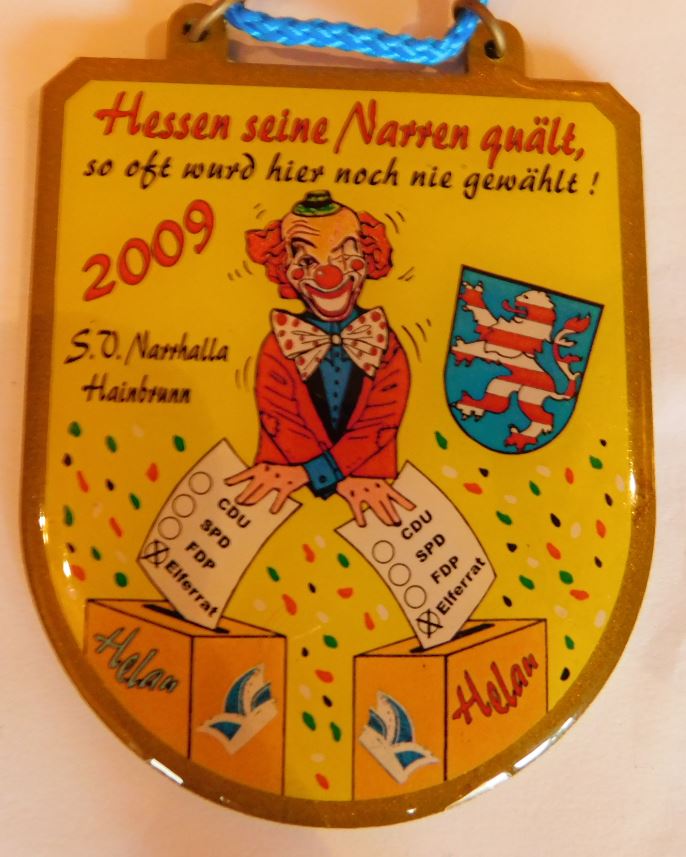 Hessen seine Narren quält,
so oft wurd hier noch nie gewählt !
2009
S.V. Narrhalla
Hainbrunn
CDU
SPD
FDP
Elferrat
CDU
SPD
FDP
Elferrat
Helau
Helau